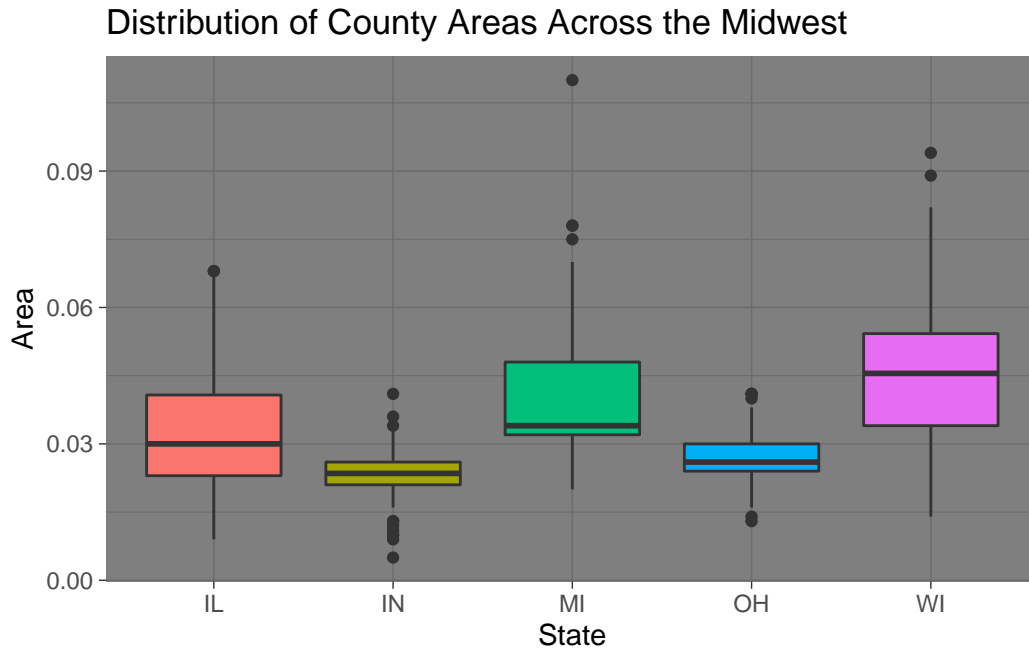 Distribution of County Areas Across the Midwest
Area
0.09
0.06
0.03
0.00
IL IN MI OH WI
State